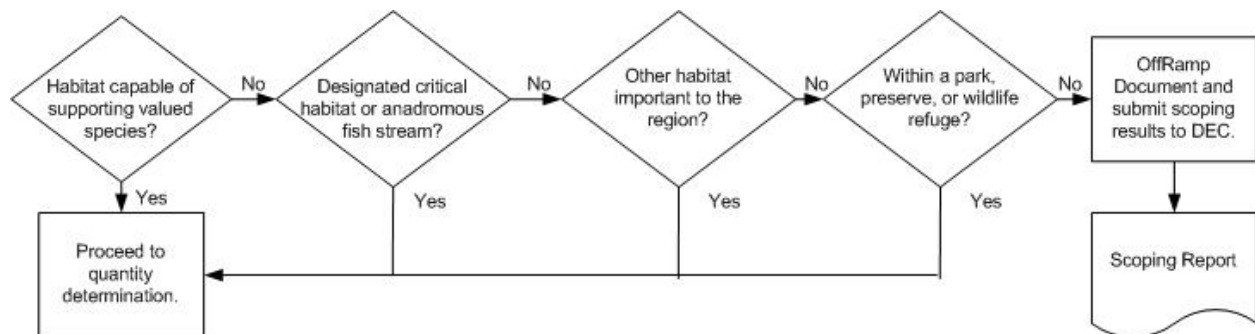 Habitat capable of
supporting valued
species?
No
Designated critical
habitat or anadromous
fish stream?
No
Other habitat
important to the
region?
No
Within a park,
preserve, or wildlife
refuge?
No
OffRamp
Document and
submit scoping
results to DEC.
Yes
Yes
Yes
Yes
Proceed to
quantity
determination.
Scoping Report